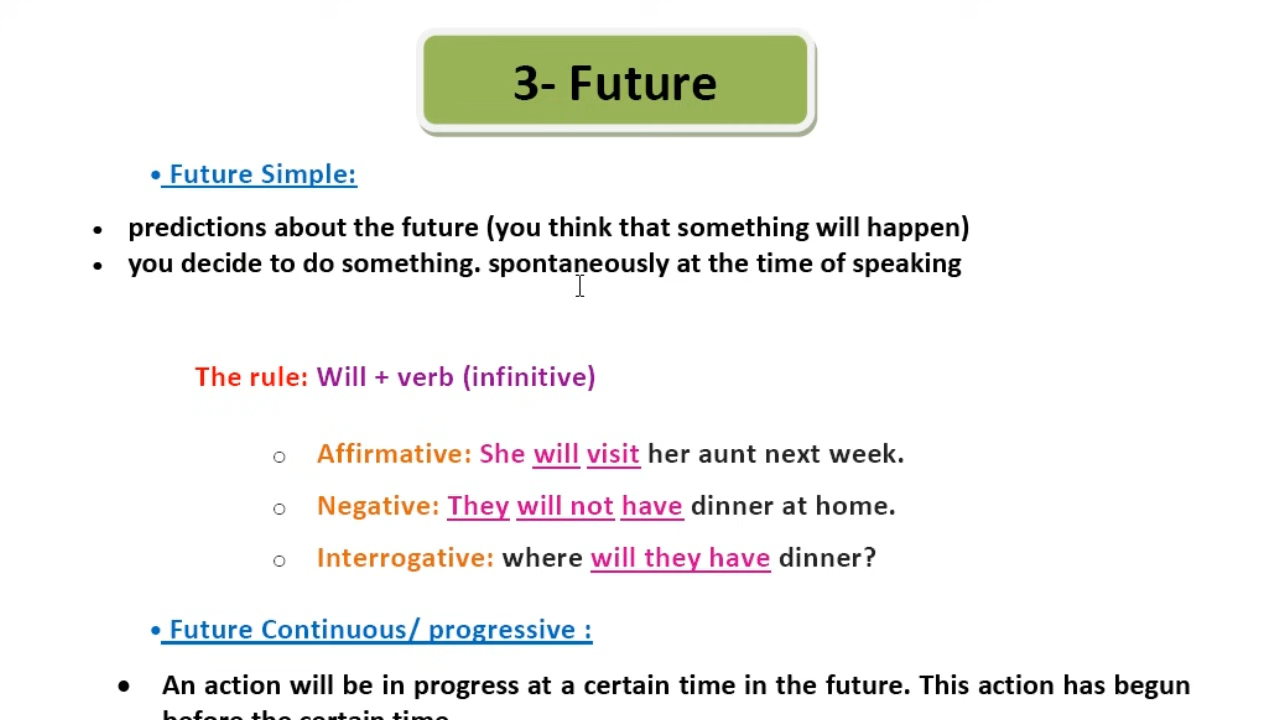 3- Future
• Future Simple:
• predictions about the future (you think that something will happen)
• you decide to do something. spontaneously at the time of speaking
The rule: Will + verb (infinitive)
o Affirmative: She will visit her aunt next week.
o Negative: They will not have dinner at home.
o Interrogative: where will they have dinner?
• Future Continuous/ progressive :
• An action will be in progress at a certain time in the future. This action has begun
before the certain time.